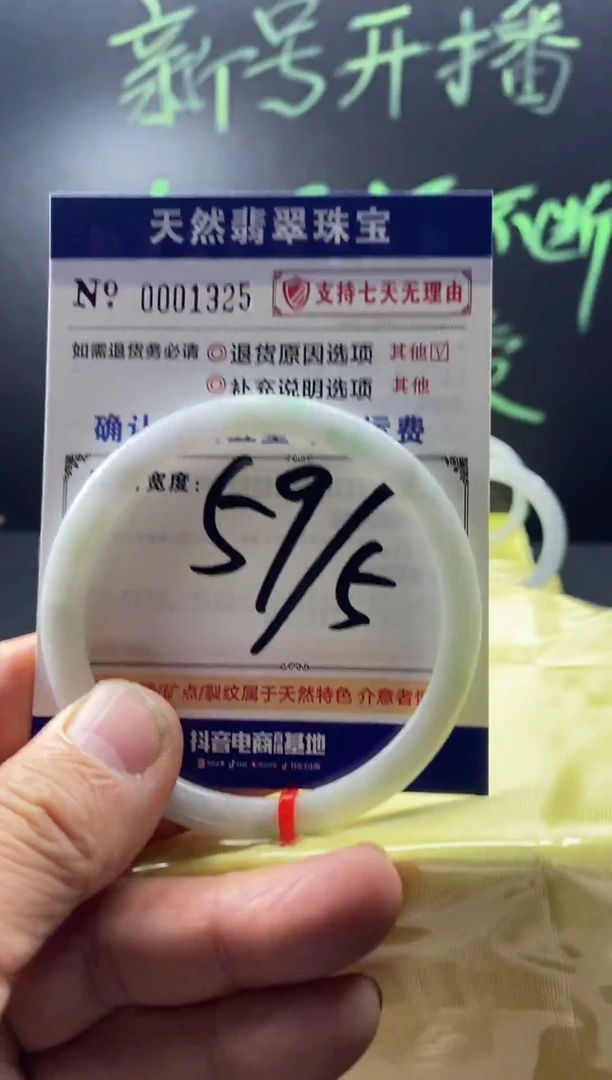 新号开播
不断
天然翡翠珠宝
Nº 0001325 支持七天无理由
如需退货务必请 ◎退货原因选项 其他☑
◎补充说明选项 其他
确认 运费
宽度:
59/5
矿点/裂纹属于天然特色 介意者
抖音电商 基地